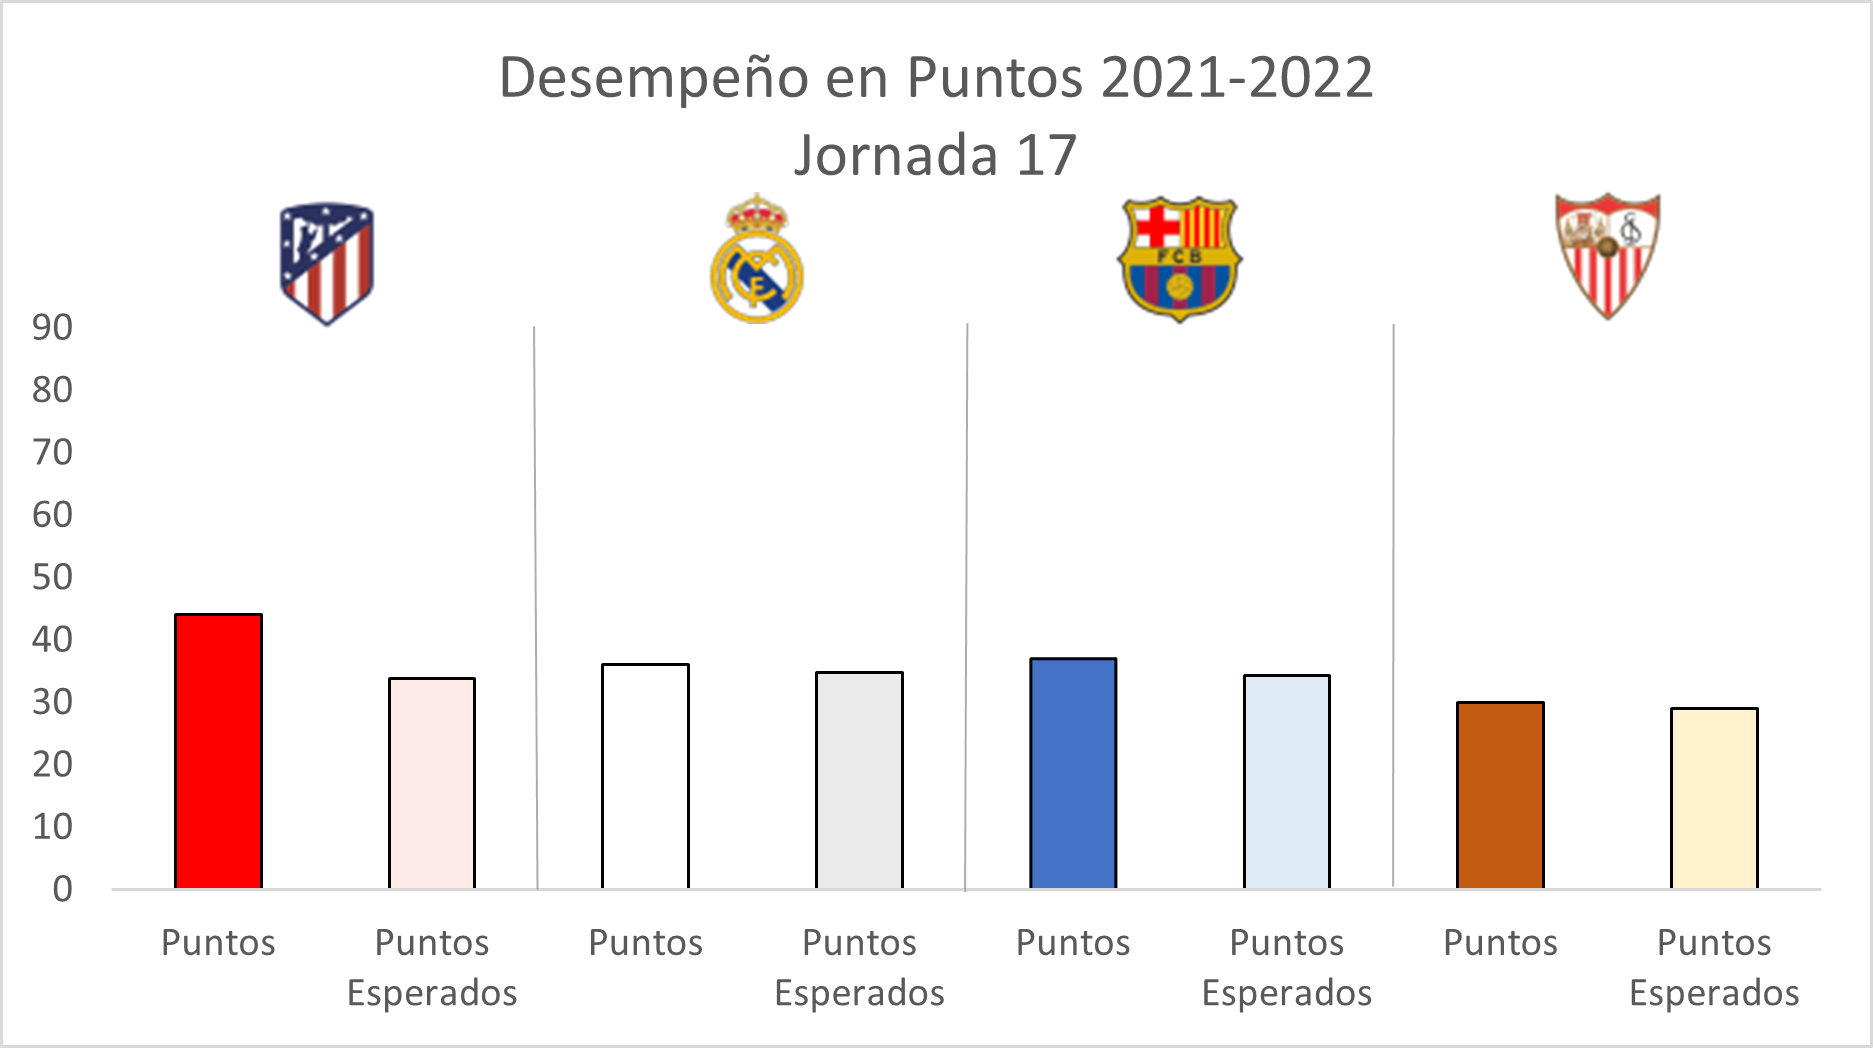 Desempeño en Puntos 2021-2022
Jornada 17
FCB
90
80
70
60
50
40
30
20
10
0
Puntos
Puntos
Esperados
Puntos
Puntos
Esperados
Puntos
Puntos
Esperados
Puntos
Puntos
Esperados